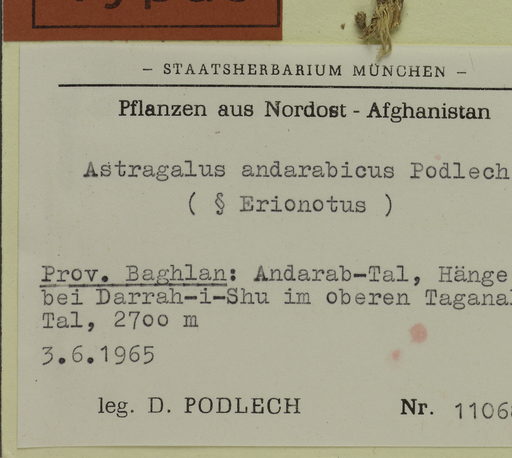 Typus
– STAATSHERBARIUM MÜNCHEN –
Pflanzen aus Nordost - Afghanistan
Astragalus andarabicus Podlech
( § Erionotus )
Prov. Baghlan: Andarab-Tal, Hänge
bei Darrah-i-Shu im oberen
Tal, 2700 m
3.6.1965
leg. D. PODLECH Nr.